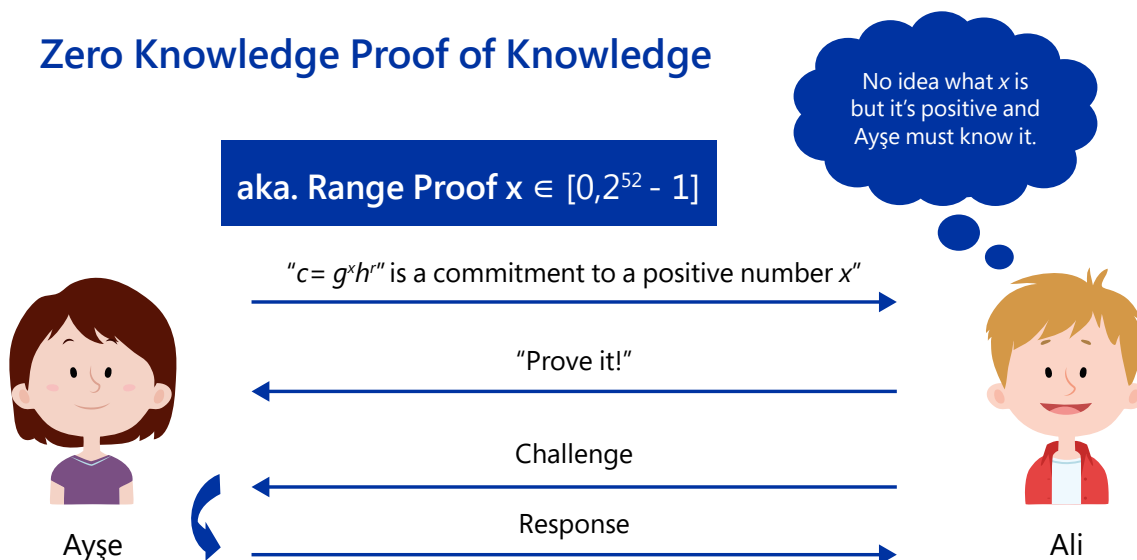 Zero Knowledge Proof of Knowledge
No idea what x is
but it's positive and
Ayşe must know it.
aka. Range Proof x ∈ [0,2⁵² - 1]
"c = gˣhʳ" is a commitment to a positive number x"
"Prove it!"
Challenge
Response
Ayşe
Ali